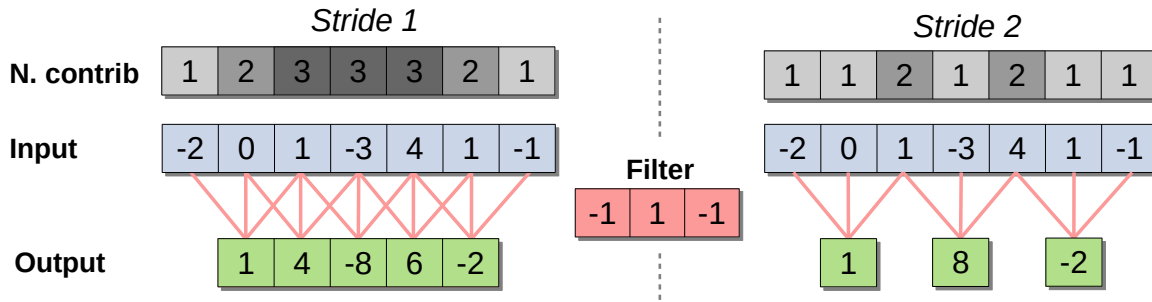 Stride 1
Stride 2
N. contrib
1 2 3 3 3 2 1
1 1 2 1 2 1 1
Input
-2 0 1 -3 4 1 -1
-2 0 1 -3 4 1 -1
Filter
-1 1 -1
Output
1 4 -8 6 -2
1 8 -2